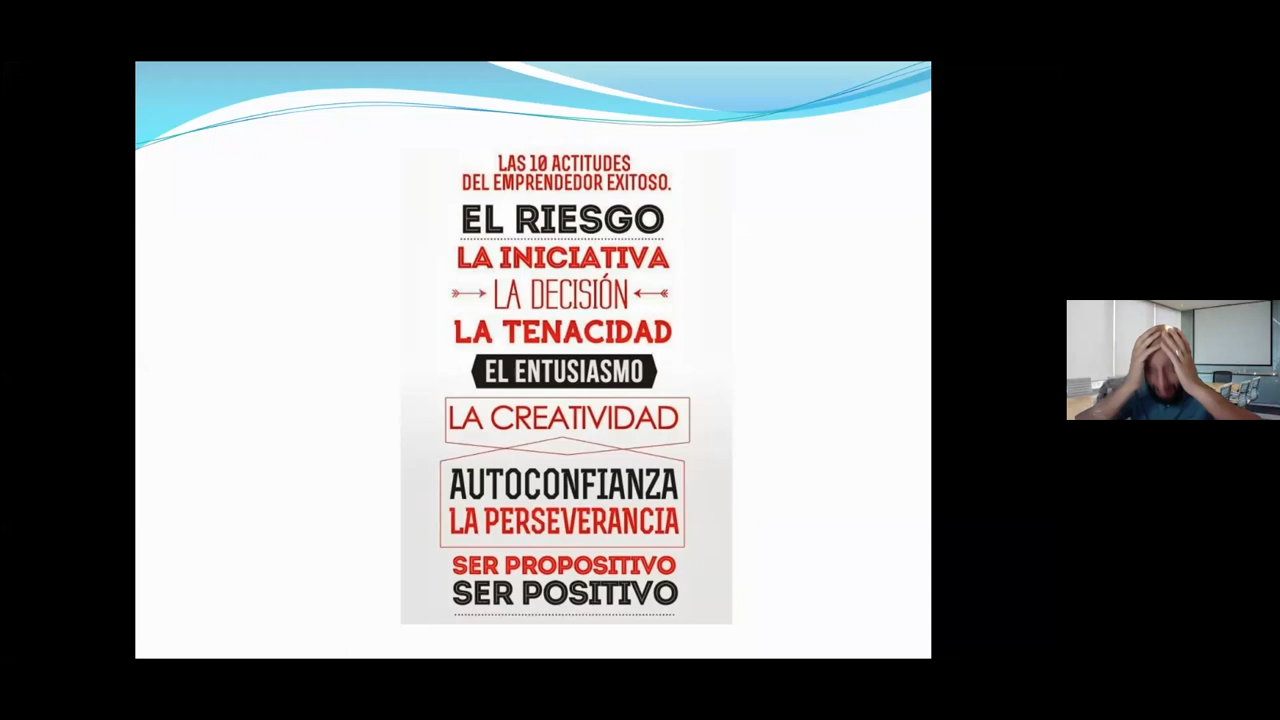 LAS 10 ACTITUDES
DEL EMPRENDEDOR EXITOSO.
EL RIESGO
LA INICIATIVA
LA DECISIÓN
LA TENACIDAD
EL ENTUSIASMO
LA CREATIVIDAD
AUTOCONFIANZA
LA PERSEVERANCIA
SER PROPOSITIVO
SER POSITIVO